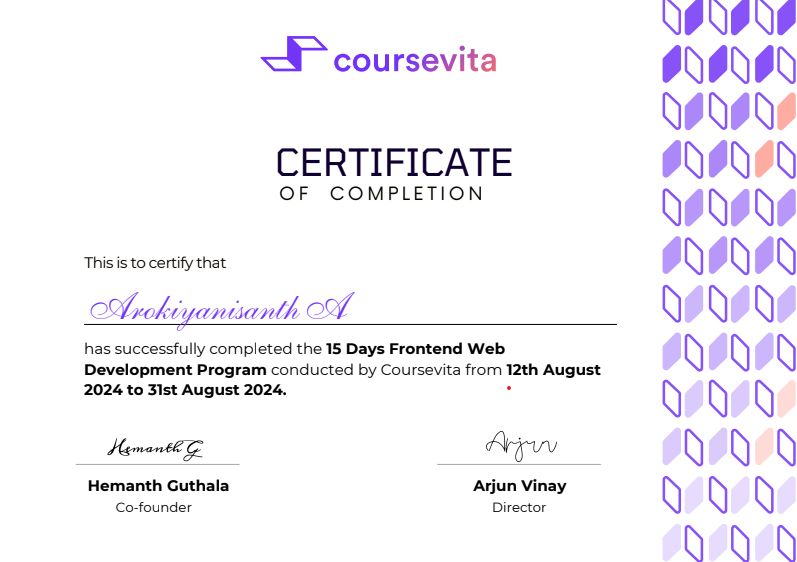 coursevita
CERTIFICATE
OF COMPLETION
This is to certify that
Arokiyanisanth A
has successfully completed the 15 Days Frontend Web
Development Program conducted by Coursevita from 12th August
2024 to 31st August 2024.
Hemanth G
Arjun
Hemanth Guthala
Arjun Vinay
Co-founder
Director